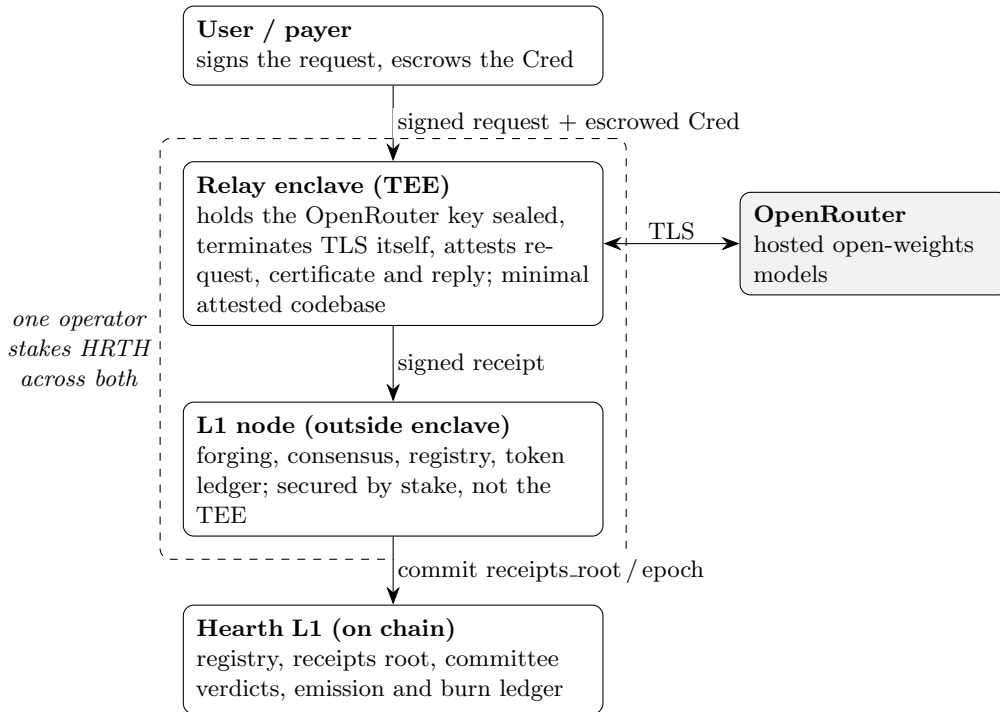 User / payer
signs the request, escrows the Cred
signed request + escrowed Cred
Relay enclave (TEE)
holds the OpenRouter key sealed,
terminates TLS itself, attests re-
quest, certificate and reply; minimal
attested codebase
TLS
OpenRouter
hosted open-weights
models
one operator
stakes HRTH
across both
signed receipt
L1 node (outside enclave)
forging, consensus, registry, token
ledger; secured by stake, not the
TEE
commit receipts_root / epoch
Hearth L1 (on chain)
registry, receipts root, committee
verdicts, emission and burn ledger